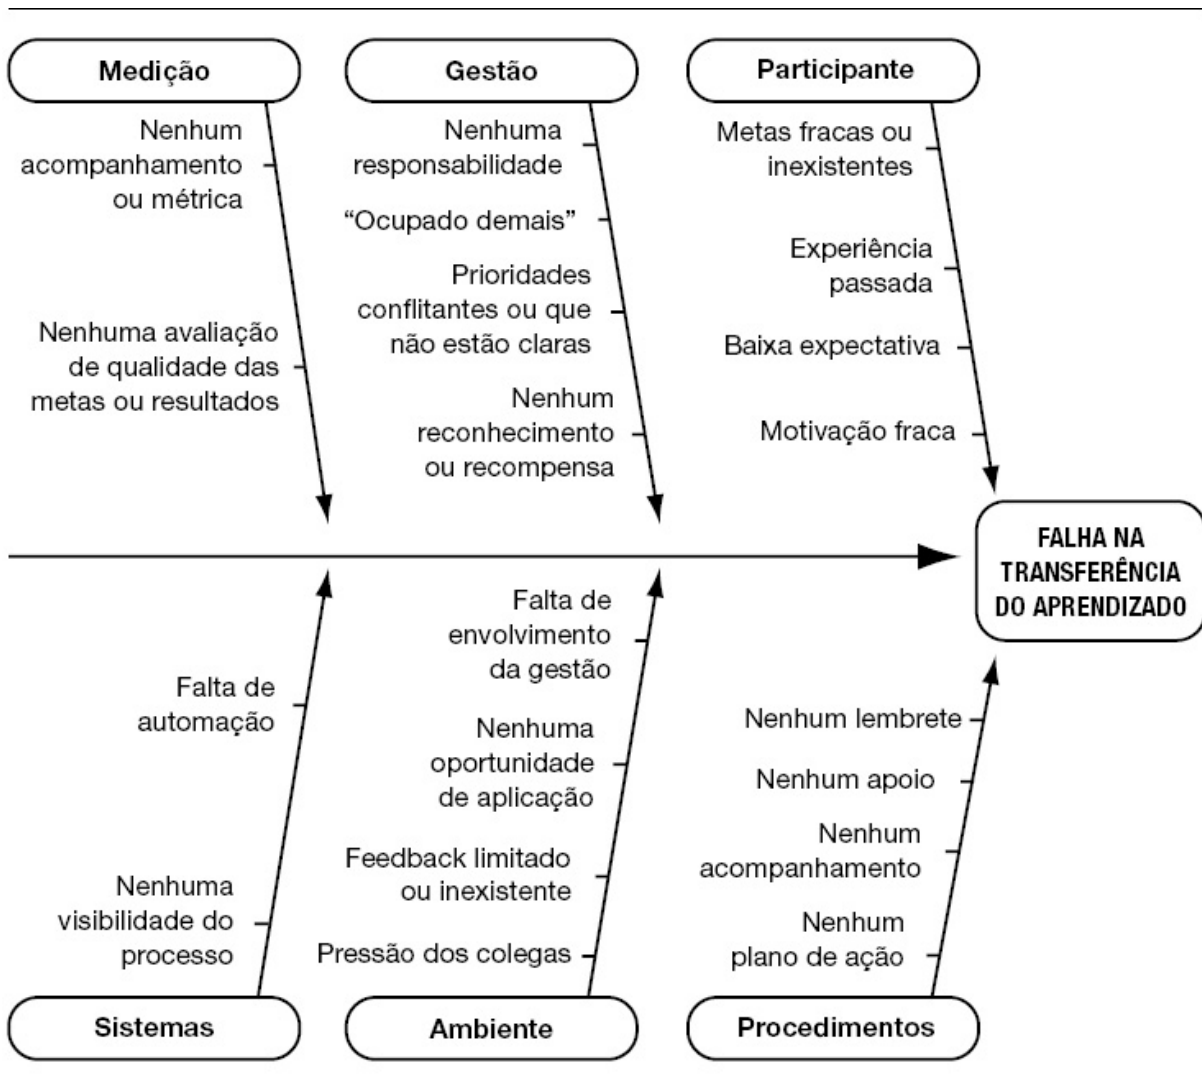 Medição
Nenhum
acompanhamento
ou métrica
Nenhuma avaliação
de qualidade das
metas ou resultados
Gestão
Nenhuma
responsabilidade
“Ocupado demais”
Prioridades
conflitantes ou que
não estão claras
Nenhum
reconhecimento
ou recompensa
Participante
Metas fracas ou
inexistentes
Experiência
passada
Baixa expectativa
Motivação fraca
FALHA NA
TRANSFERÊNCIA
DO APRENDIZADO
Falta de
automação
Nenhuma
visibilidade do
processo
Sistemas
Falta de
envolvimento
da gestão
Nenhuma
oportunidade
de aplicação
Feedback limitado
ou inexistente
Pressão dos colegas
Ambiente
Nenhum lembrete
Nenhum apoio
Nenhum
acompanhamento
Nenhum
plano de ação
Procedimentos